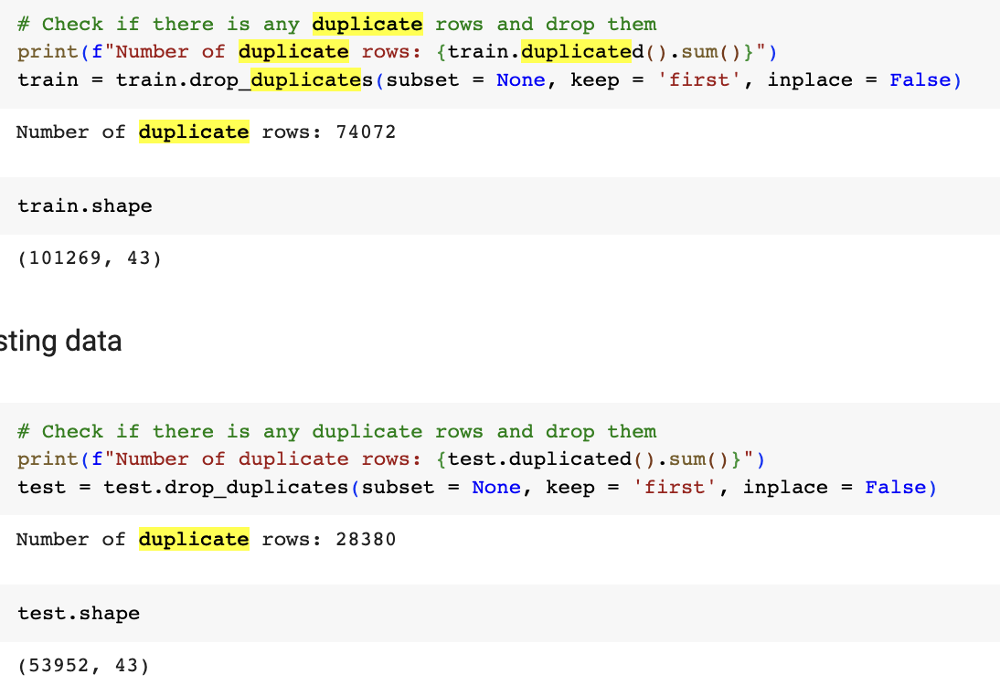 # Check if there is any duplicate rows and drop them
print(f"Number of duplicate rows: {train.duplicated().sum()}")
train = train.drop_duplicates(subset = None, keep = 'first', inplace = False)
Number of duplicate rows: 74072
train.shape
(101269, 43)
sting data
# Check if there is any duplicate rows and drop them
print(f"Number of duplicate rows: {test.duplicated().sum()}")
test = test.drop_duplicates(subset = None, keep = 'first', inplace = False)
Number of duplicate rows: 28380
test.shape
(53952, 43)